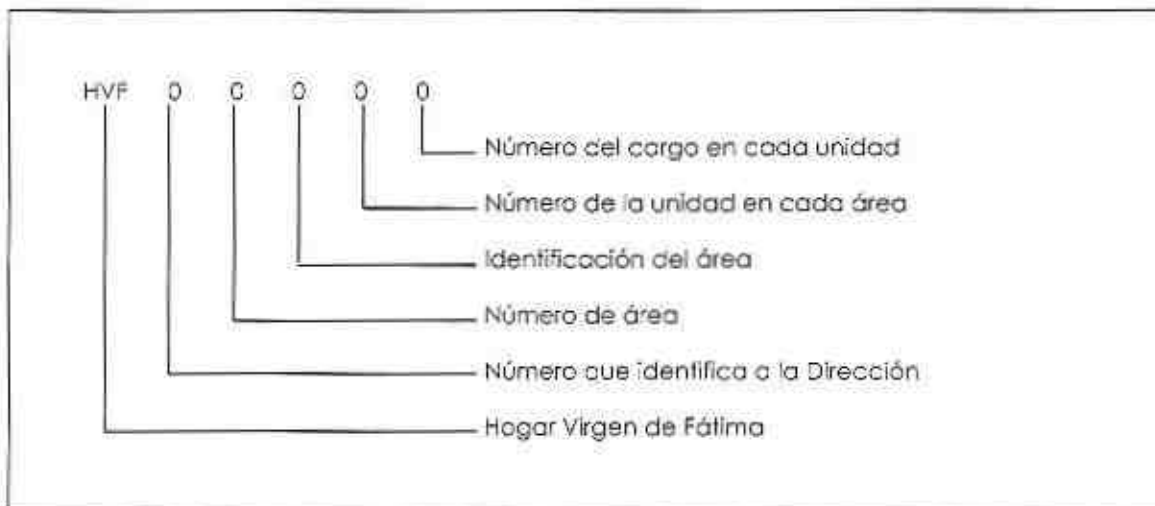 HVF 0 0 0 0 0
Número del cargo en cada unidad
Número de la unidad en cada área
Identificación del área
Número de área
Número que identifica a la Dirección
Hogar Virgen de Fátima